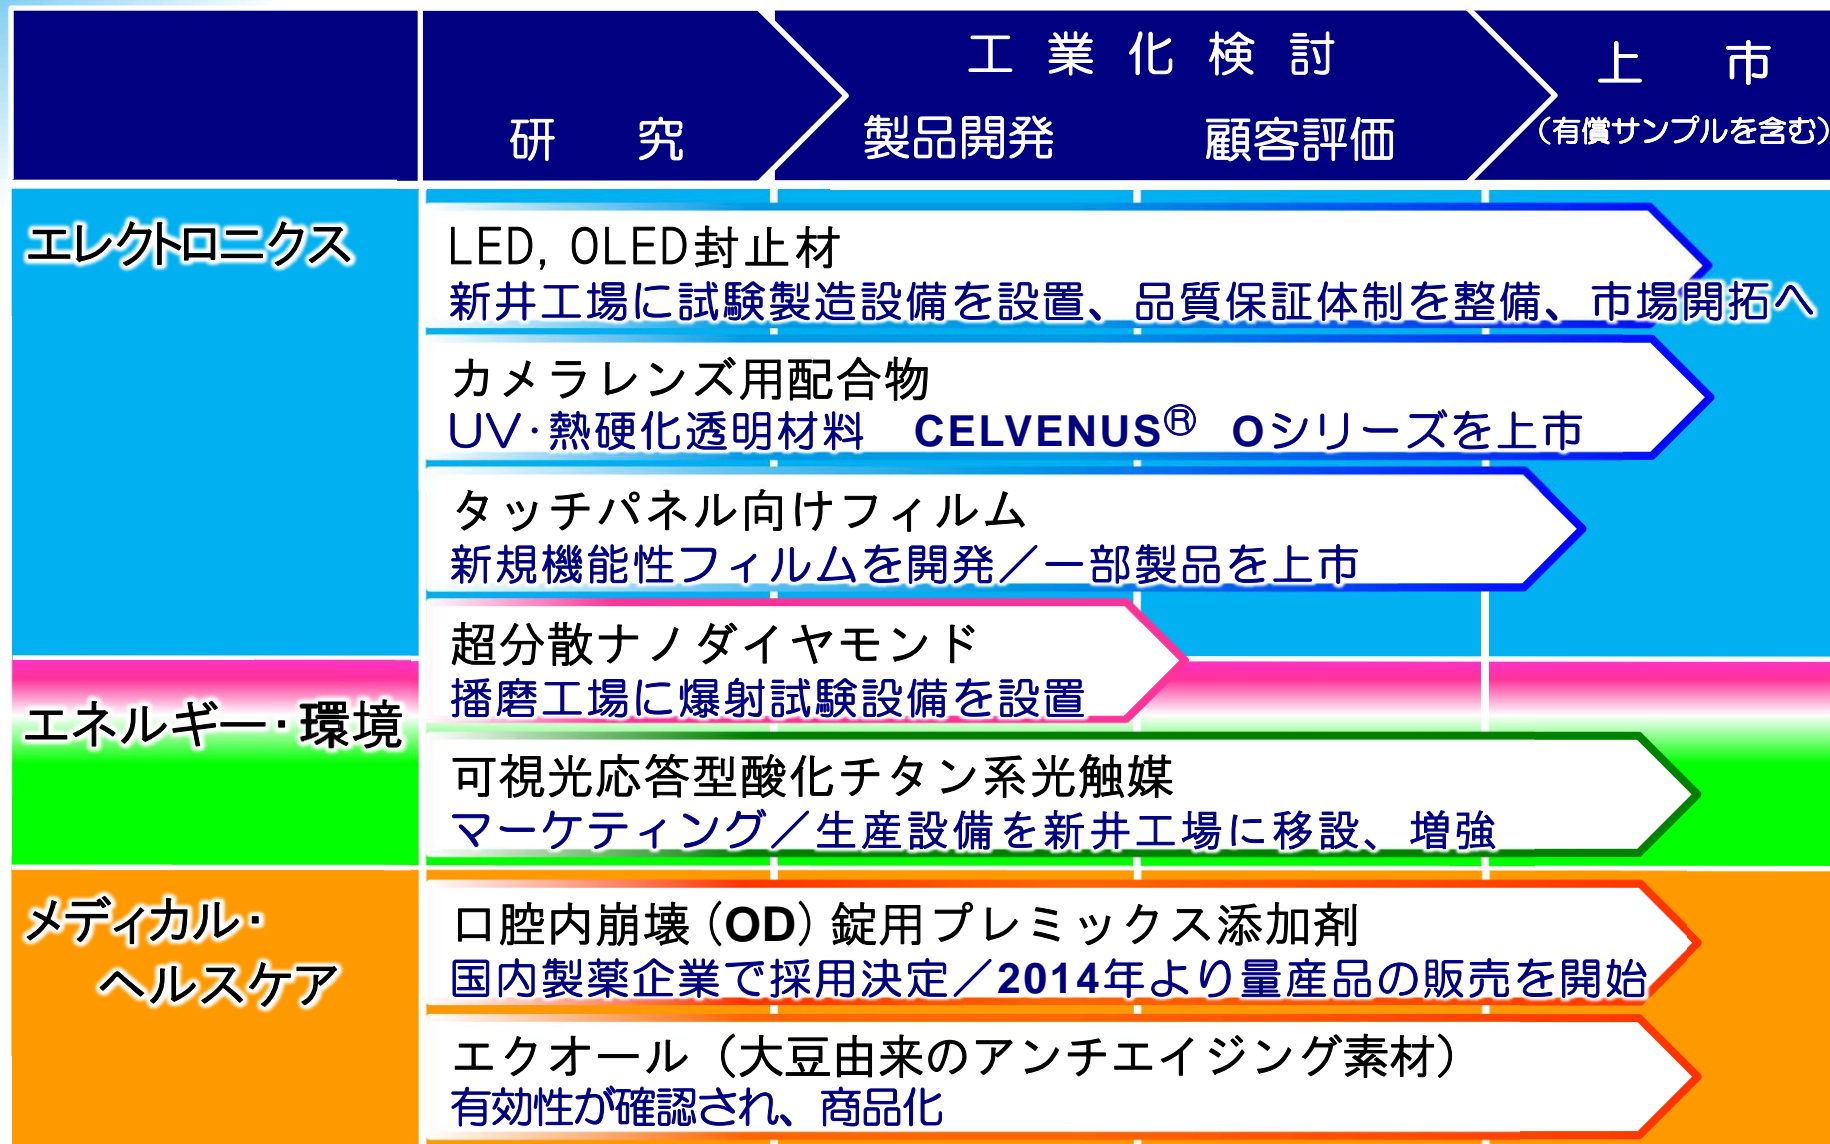 工業化検討
上市
研究
製品開発
顧客評価
(有償サンプルを含む)
エレクトロニクス
LED, OLED封止材
新井工場に試験製造設備を設置、品質保証体制を整備、市場開拓へ
カメラレンズ用配合物
UV・熱硬化透明材料 CELVENUS® Oシリーズを上市
タッチパネル向けフィルム
新規機能性フィルムを開発/一部製品を上市
超分散ナノダイヤモンド
播磨工場に爆射試験設備を設置
エネルギー・環境
可視光応答型酸化チタン系光触媒
マーケティング/生産設備を新井工場に移設、増強
メディカル・
ヘルスケア
口腔内崩壊(OD)錠用プレミックス添加剤
国内製薬企業で採用決定/2014年より量産品の販売を開始
エクオール(大豆由来のアンチエイジング素材)
有効性が確認され、商品化